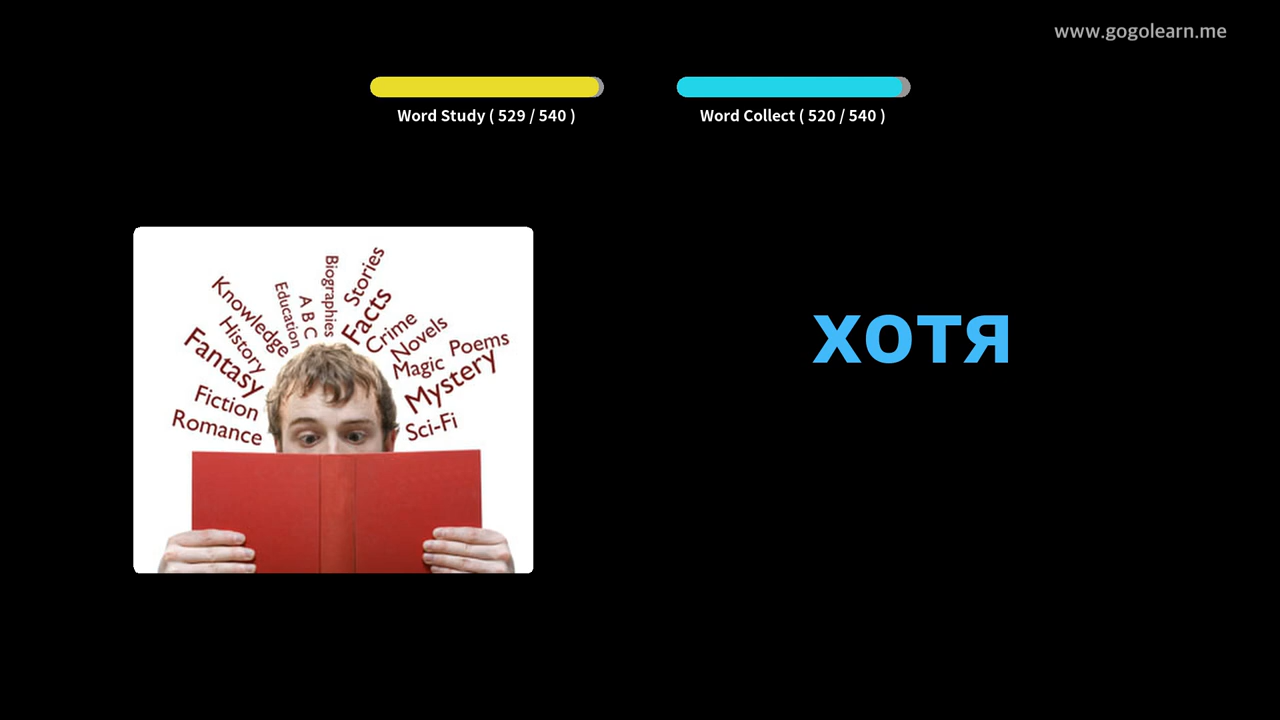 www.gogolearn.me
Word Study ( 529 / 540 )
Word Collect ( 520 / 540 )
хотя
Knowledge
Education
A B C
Biographies
Stories
Facts
Crime
Novels
Poems
History
Fantasy
Magic
Mystery
Fiction
Romance
Sci-Fi